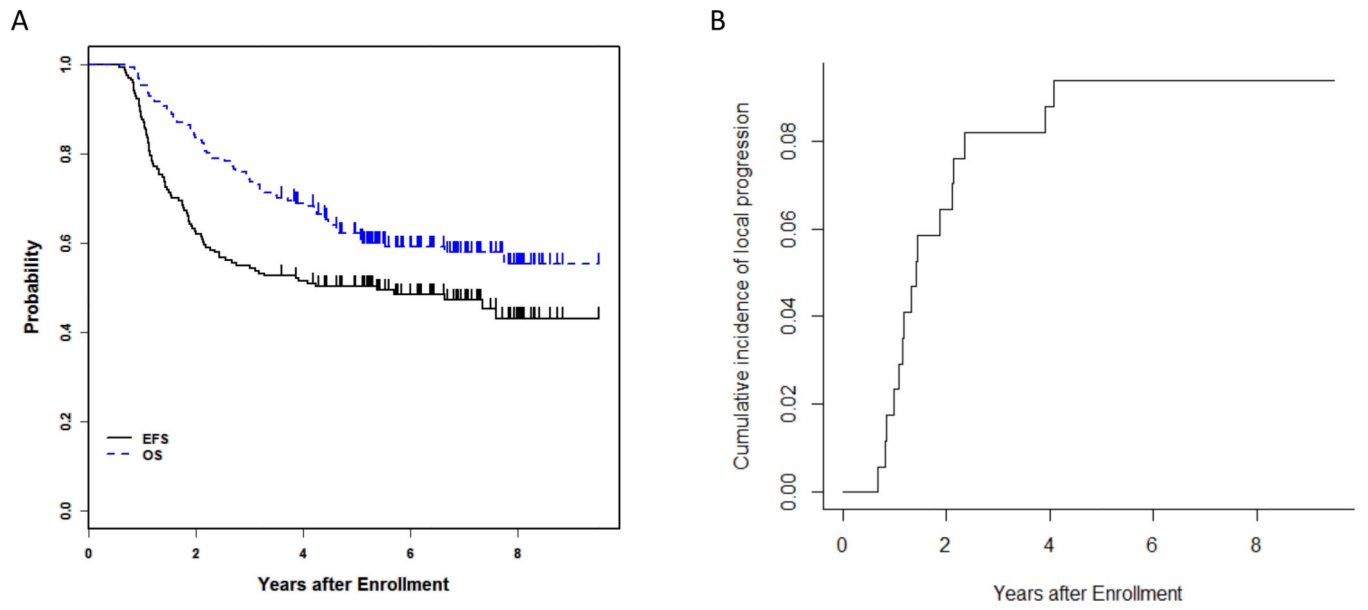 A
1.0
0.8
0.6
0.4
0.2
0.0
Probability
EFS
OS
0 2 4 6 8
Years after Enrollment
B
0.08
0.06
0.04
0.02
0.00
Cumulative incidence of local progression
0 2 4 6 8
Years after Enrollment